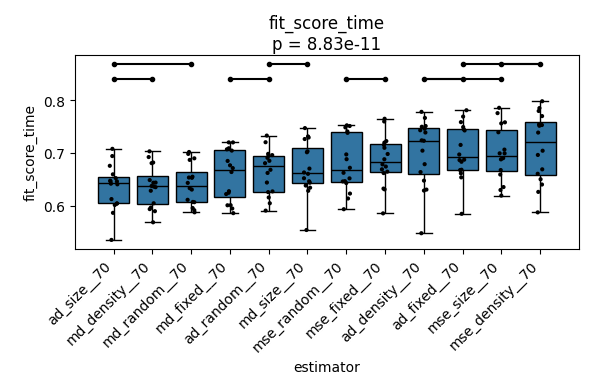 fit_score_time
p = 8.83e-11
fit_score_time
0.8
0.7
0.6
ad_size__70
md_density__70
md_random__70
md_fixed__70
ad_random__70
md_size__70
mse_random__70
mse_fixed__70
ad_density__70
ad_fixed__70
mse_size__70
mse_density__70
estimator